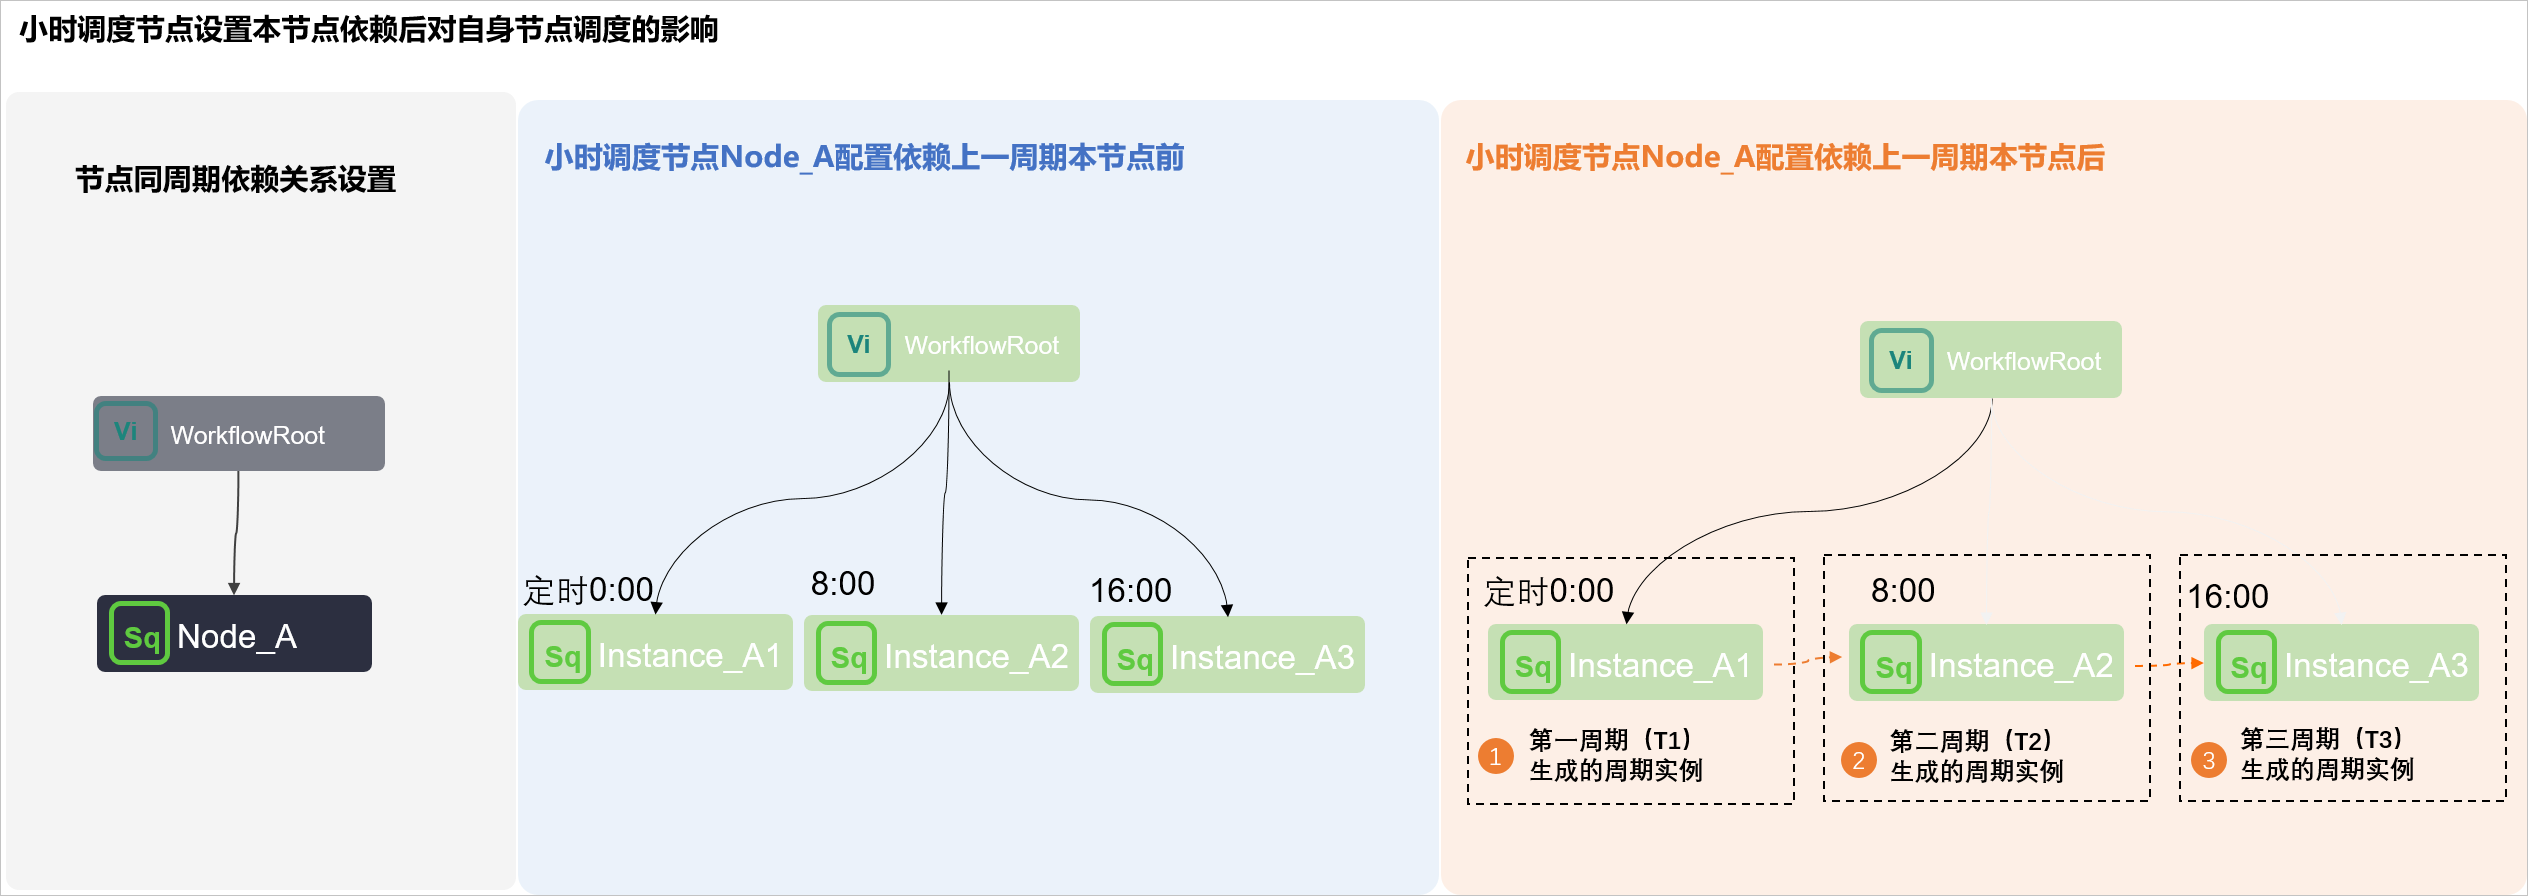 小时调度节点设置本节点依赖后对自身节点调度的影响
节点同周期依赖关系设置
Vi WorkflowRoot
Sq Node_A
小时调度节点Node_A配置依赖上一周期本节点前
Vi WorkflowRoot
定时0:00
8:00
16:00
Sq Instance_A1
Sq Instance_A2
Sq Instance_A3
小时调度节点Node_A配置依赖上一周期本节点后
Vi WorkflowRoot
定时0:00
8:00
16:00
Sq Instance_A1
Sq Instance_A2
Sq Instance_A3
1 第一周期（T1）
生成的周期实例
2 第二周期（T2）
生成的周期实例
3 第三周期（T3）
生成的周期实例